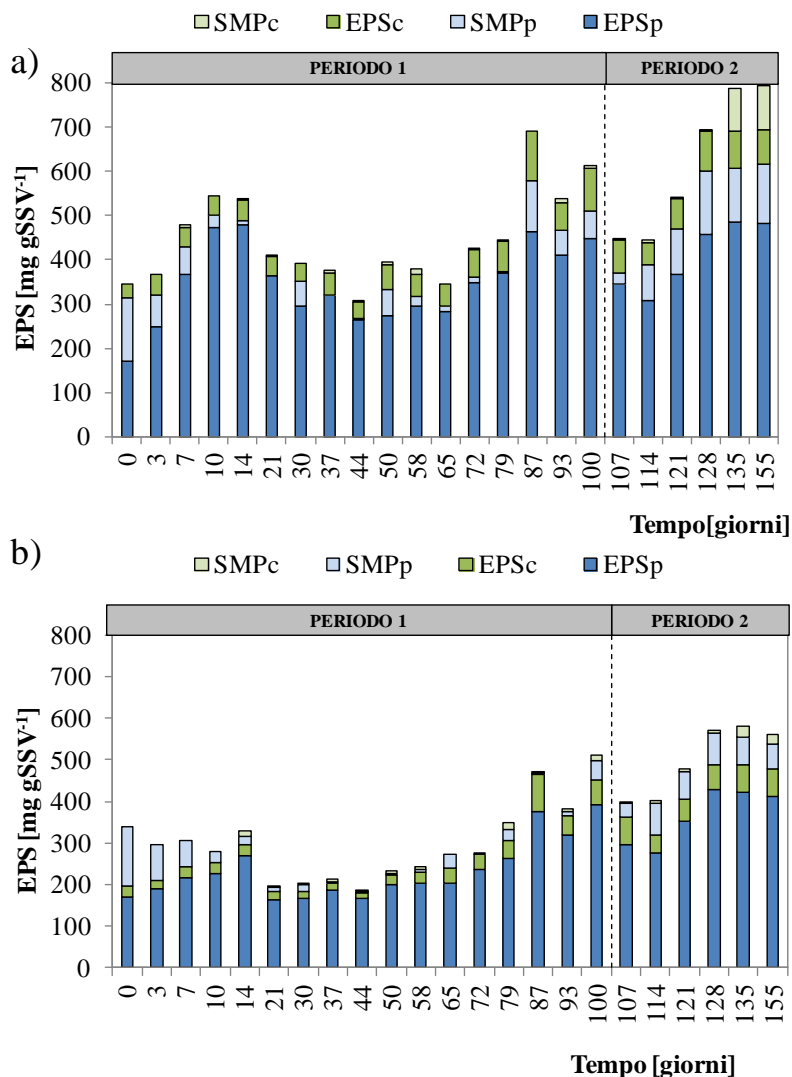 SMPc EPSc SMPp EPSp
a)
PERIODO 1 PERIODO 2
800
700
600
500
400
300
200
100
0
EPS [mg gSSV-1]
0 3 7 10 14 21 30 37 44 50 58 65 72 79 87 93 100 107 114 121 128 135 155
Tempo[giorni]
b)
SMPc SMPp EPSc EPSp
PERIODO 1 PERIODO 2
800
700
600
500
400
300
200
100
0
EPS [mg gSSV-1]
0 3 7 10 14 21 30 37 44 50 58 65 72 79 87 93 100 107 114 121 128 135 155
Tempo [giorni]